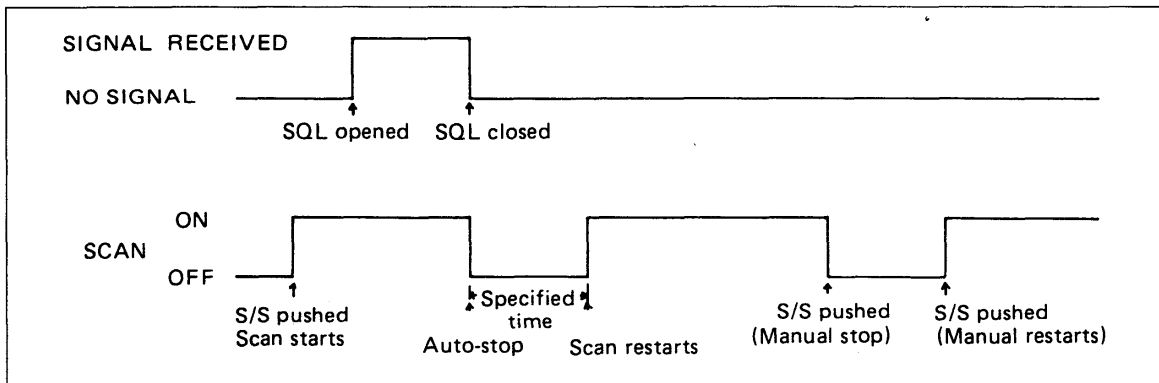 SIGNAL RECEIVED
NO SIGNAL
SQL opened
SQL closed
ON
SCAN
OFF
S/S pushed
Scan starts
Specified
time
Auto-stop
Scan restarts
S/S pushed
(Manual stop)
S/S pushed
(Manual restarts)